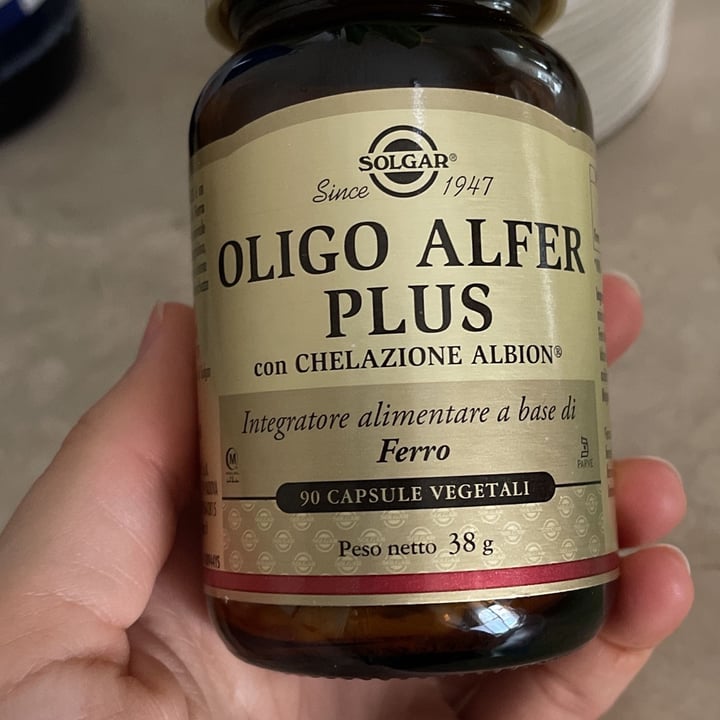 SOLGAR®
Since 1947
OLIGO ALFER
PLUS
con CHELAZIONE ALBION®
Integratore alimentare a base di
Ferro
M
PARVE
90 CAPSULE VEGETALI
Peso netto 38 g